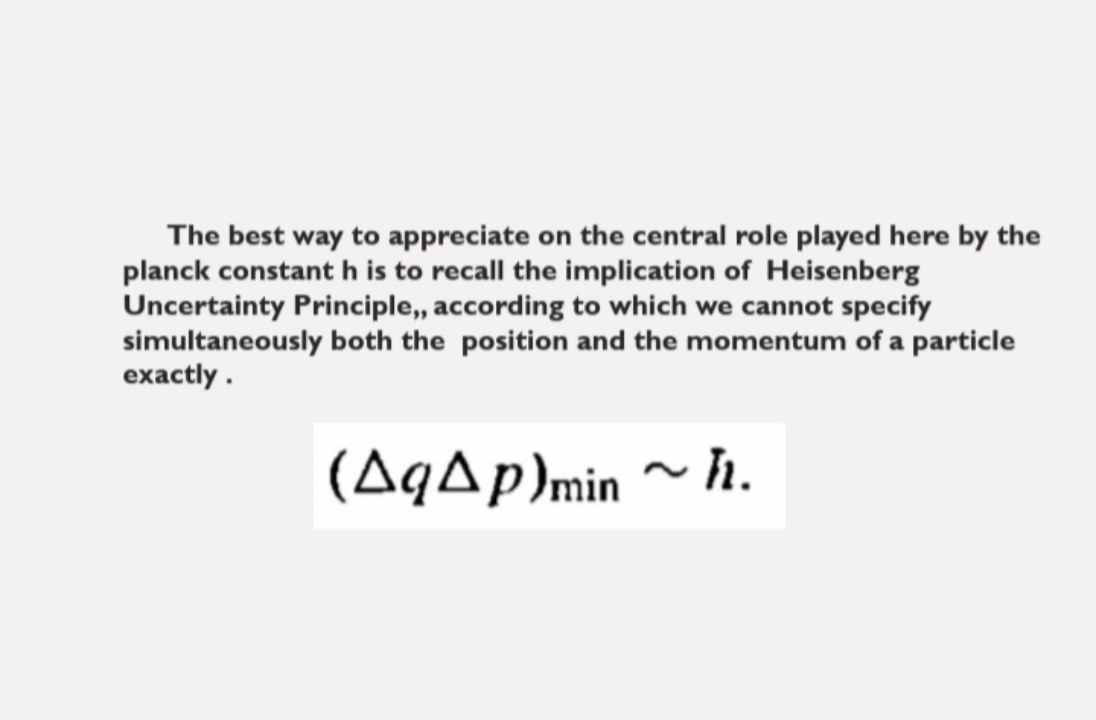 The best way to appreciate on the central role played here by the
planck constant h is to recall the implication of Heisenberg
Uncertainty Principle,, according to which we cannot specify
simultaneously both the position and the momentum of a particle
exactly .
(ΔqΔp)min ~ ℏ.